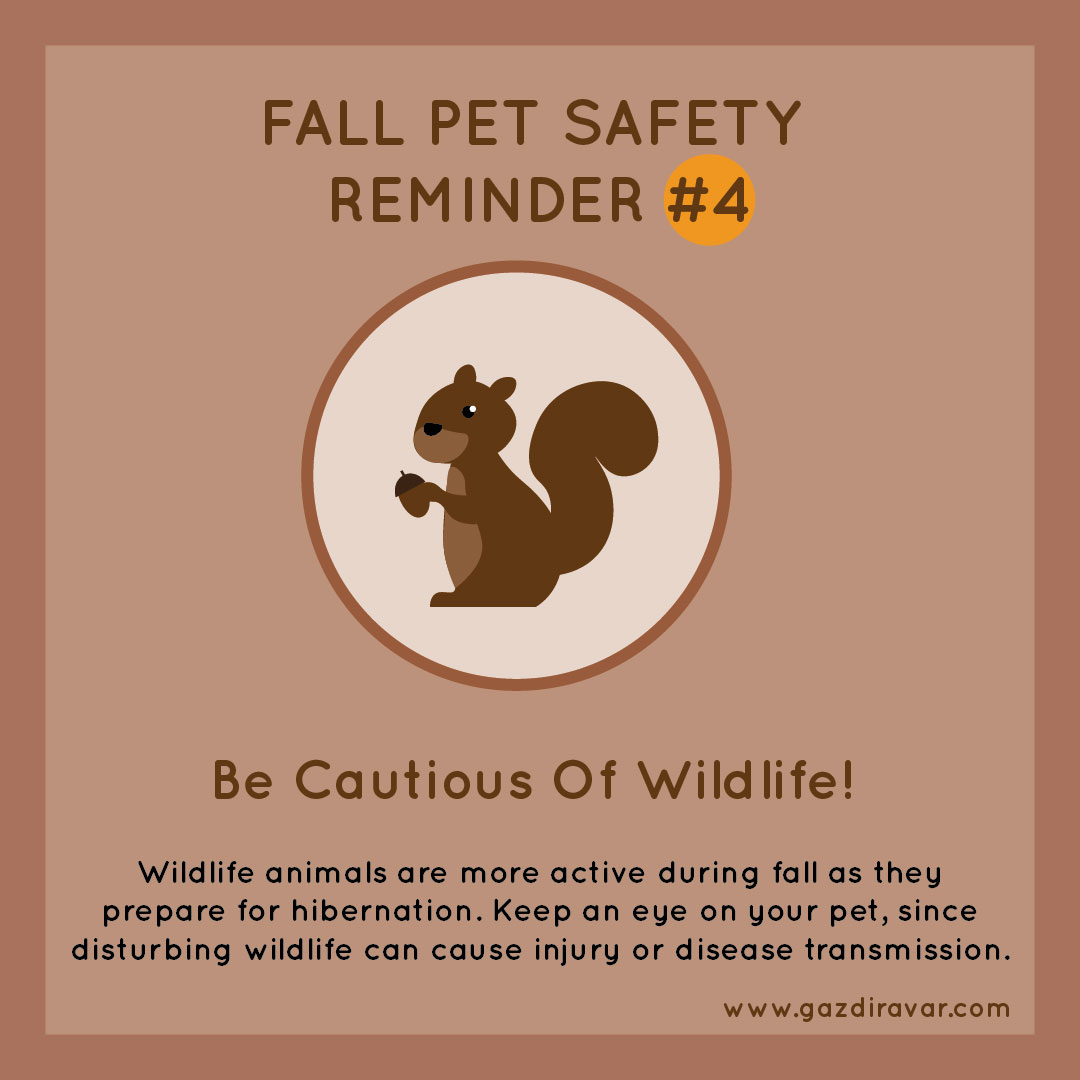 FALL PET SAFETY
REMINDER #4
Be Cautious Of Wildlife!
Wildlife animals are more active during fall as they
prepare for hibernation. Keep an eye on your pet, since
disturbing wildlife can cause injury or disease transmission.
www.gazdiravar.com